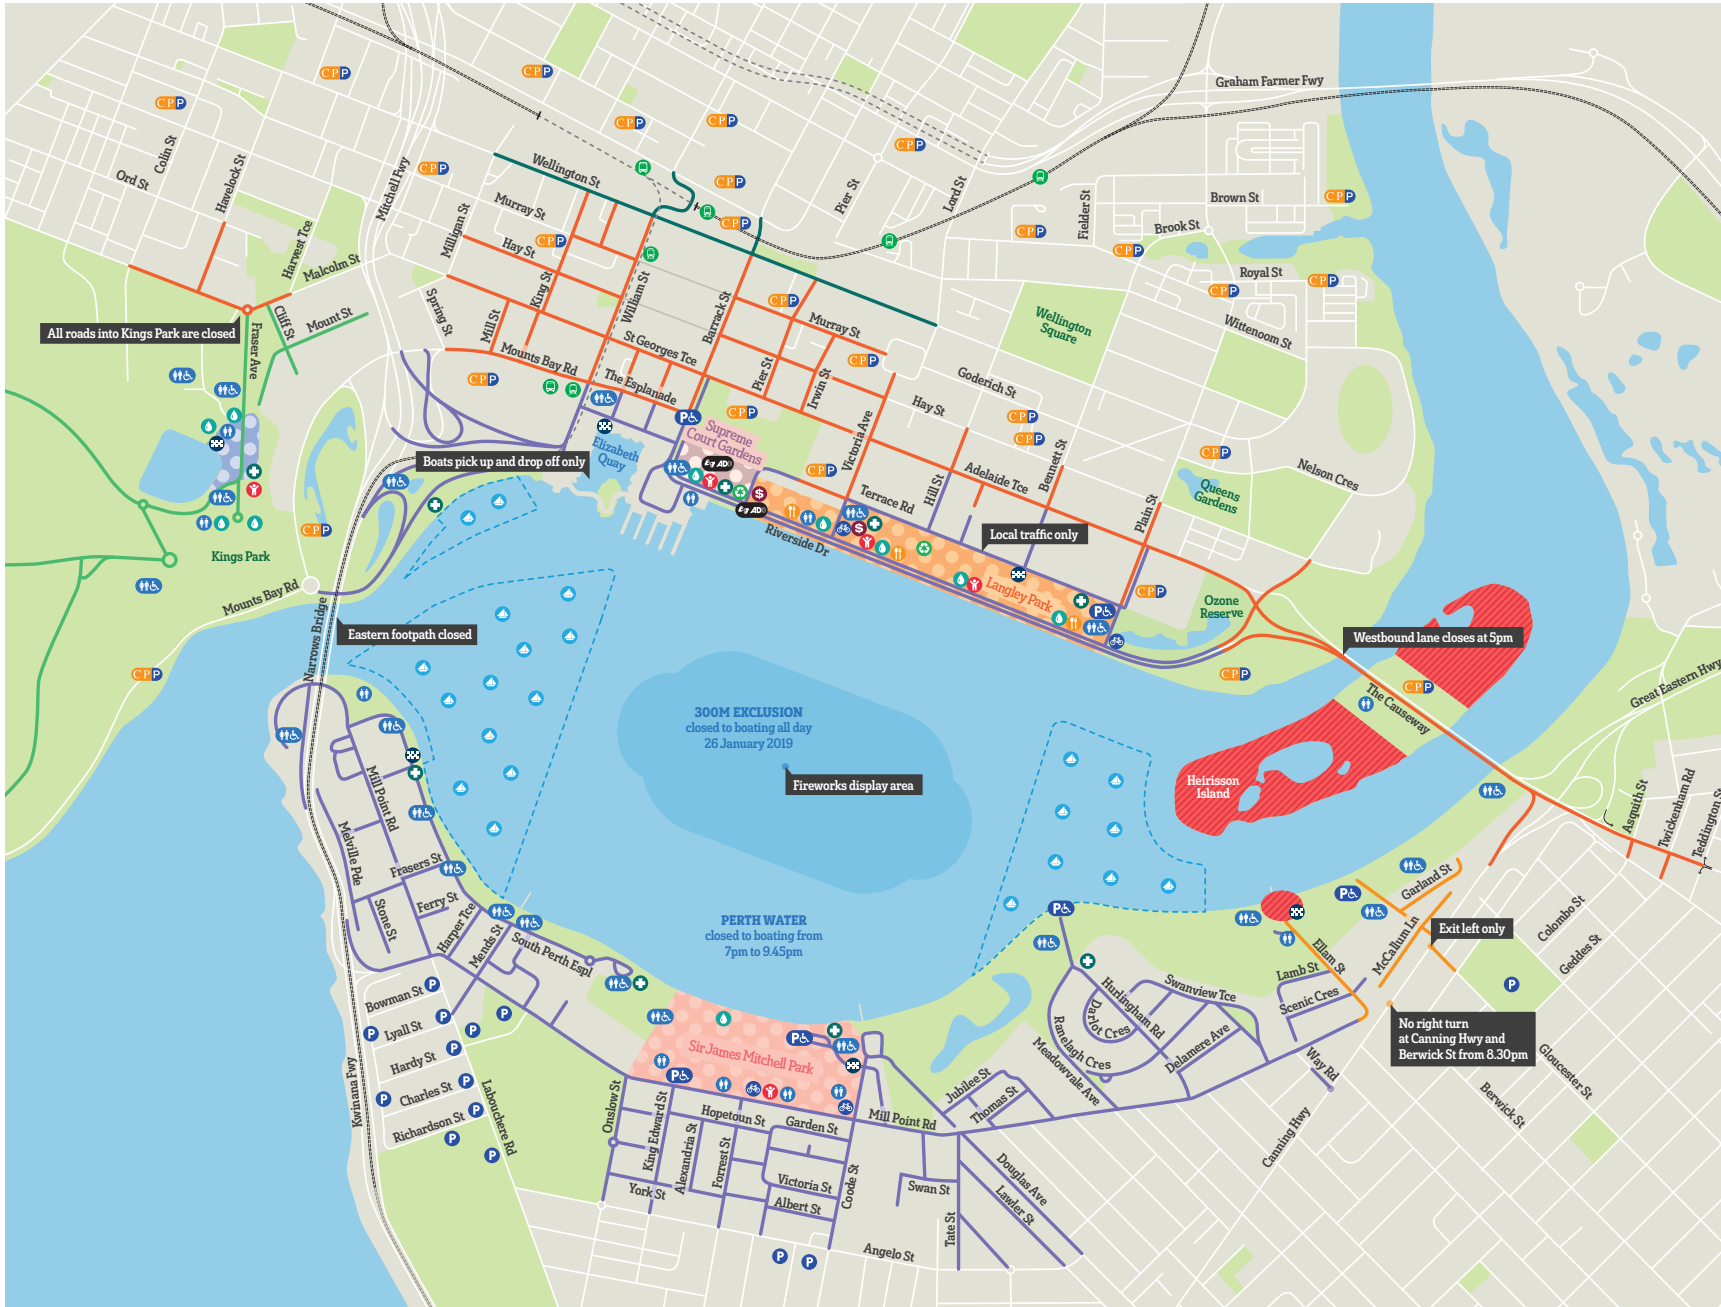 Graham Farmer Fwy
CPP
Colin St
Ord St
Havelock St
Mitchell Fwy
Wellington St
Murray St
Milligan St
Hay St
Pier St
Lord St
Fielder St
Brown St
Brook St
Royal St
Wittenoom St
Harvest Tce
Malcolm St
Cliff St
Mount St
Fraser Ave
All roads into Kings Park are closed
Spring St
Mill St
King St
William St
Barrack St
St Georges Tce
Mounts Bay Rd
The Esplanade
Murray St
Pier St
Irwin St
Victoria Ave
Wellington
Square
Goderich St
Hay St
Adelaide Tce
Bennett St
Hill St
Terrace Rd
Plain St
Nelson Cres
Queens
Gardens
Supreme
Court Gardens
Elizabeth
Quay
Boats pick up and drop off only
Local traffic only
Riverside Dr
Langley Park
Ozone
Reserve
Kings Park
Mounts Bay Rd
Narrows Bridge
Eastern footpath closed
Westbound lane closes at 5pm
The Causeway
Great Eastern Hwy
300M EXCLUSION
closed to boating all day
26 January 2019
Fireworks display area
Heirisson
Island
Asquith St
Twickenham Rd
Teddington St
Mill Point Rd
Melville Pde
Frasers St
Ferry St
Stone St
Harper Tce
Mends St
South Perth Espl
PERTH WATER
closed to boating from
7pm to 9.45pm
Garland St
McCallum Ln
Exit left only
Ellam St
Colombo St
Geddes St
Lamb St
Scenic Cres
Swanview Tce
Hurlingham Rd
Darlot Cres
Ranelagh Cres
Meadowvale Ave
Delamere Ave
Way Rd
No right turn
at Canning Hwy and
Berwick St from 8.30pm
Gloucester St
Berwick St
Canning Hwy
Bowman St
Lyall St
Hardy St
Charles St
Richardson St
Labouchere Rd
Kwinana Fwy
Sir James Mitchell Park
Onslow St
King Edward St
Alexandria St
Forrest St
Hopetoun St
Garden St
Mill Point Rd
Jubilee St
Thomas St
York St
Victoria St
Albert St
Coode St
Swan St
Tate St
Douglas Ave
Lawler St
Angelo St